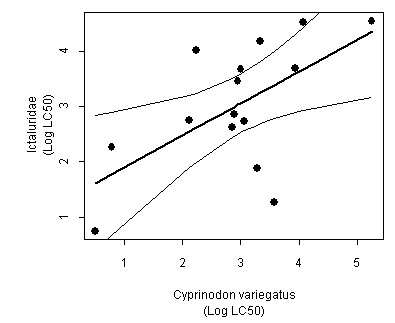 Ictaluridae
(Log LC50)
4
3
2
1
1 2 3 4 5
Cyprinodon variegatus
(Log LC50)